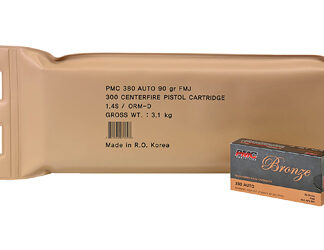 PMC 380 AUTO 90 gr FMJ
300 CENTERFIRE PISTOL CARTRIDGE
1.4S / ORM-D
GROSS WT. : 3.1 kg
Made in R.O. Korea
PMC
Bronze
380 AUTO